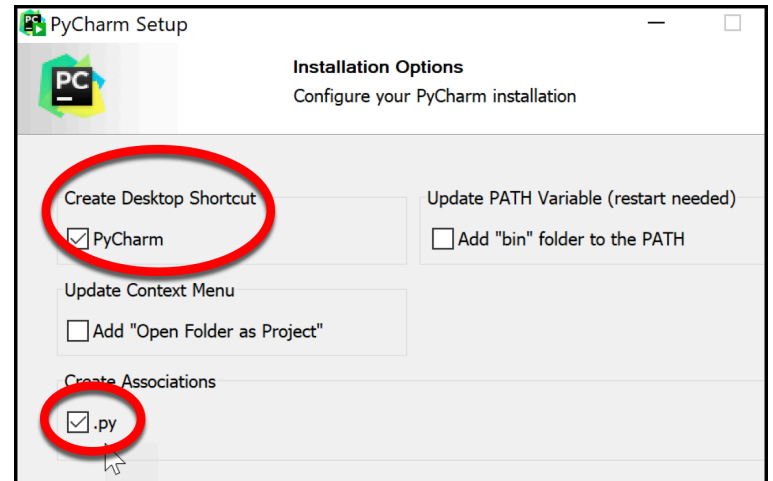 PyCharm Setup
PC
Installation Options
Configure your PyCharm installation
Create Desktop Shortcut
PyCharm
Update PATH Variable (restart needed)
Add "bin" folder to the PATH
Update Context Menu
Add "Open Folder as Project"
Create Associations
.py